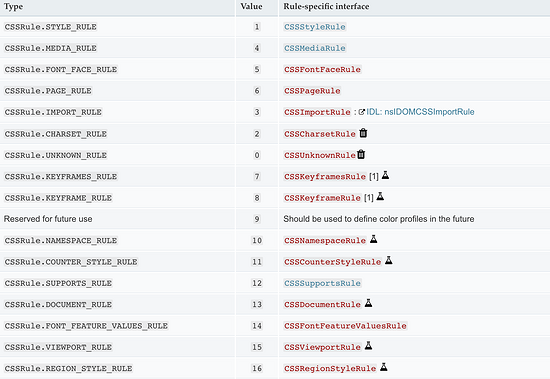 Type Value Rule-specific interface
CSSRule.STYLE_RULE 1 CSSStyleRule
CSSRule.MEDIA_RULE 4 CSSMediaRule
CSSRule.FONT_FACE_RULE 5 CSSFontFaceRule
CSSRule.PAGE_RULE 6 CSSPageRule
CSSRule.IMPORT_RULE 3 CSSImportRule : IDL: nsIDOMCSSImportRule
CSSRule.CHARSET_RULE 2 CSSCharsetRule
CSSRule.UNKNOWN_RULE 0 CSSUnknownRule
CSSRule.KEYFRAMES_RULE 7 CSSKeyframesRule [1]
CSSRule.KEYFRAME_RULE 8 CSSKeyframeRule [1]
Reserved for future use 9 Should be used to define color profiles in the future
CSSRule.NAMESPACE_RULE 10 CSSNamespaceRule
CSSRule.COUNTER_STYLE_RULE 11 CSSCounterStyleRule
CSSRule.SUPPORTS_RULE 12 CSSSupportsRule
CSSRule.DOCUMENT_RULE 13 CSSDocumentRule
CSSRule.FONT_FEATURE_VALUES_RULE 14 CSSFontFeatureValuesRule
CSSRule.VIEWPORT_RULE 15 CSSViewportRule
CSSRule.REGION_STYLE_RULE 16 CSSRegionStyleRule